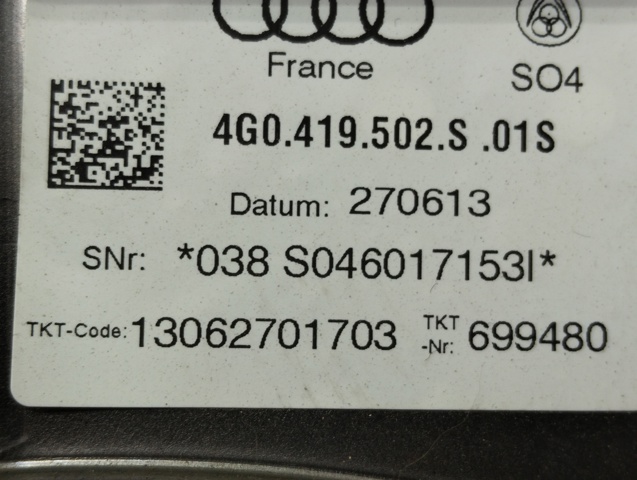 France
SO4
4G0.419.502.S .01S
Datum: 270613
SNr: *038 S046017153I*
TKT-Code: 13062701703 TKT -Nr: 699480